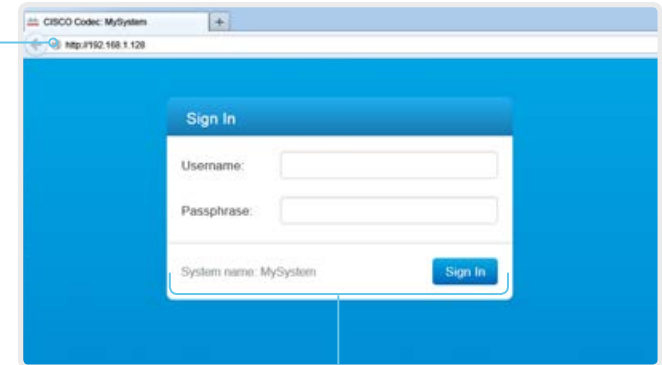 CISCO Codec: MySystem
http://192.168.1.128
Sign In
Username:
Passphrase:
System name: MySystem
Sign In